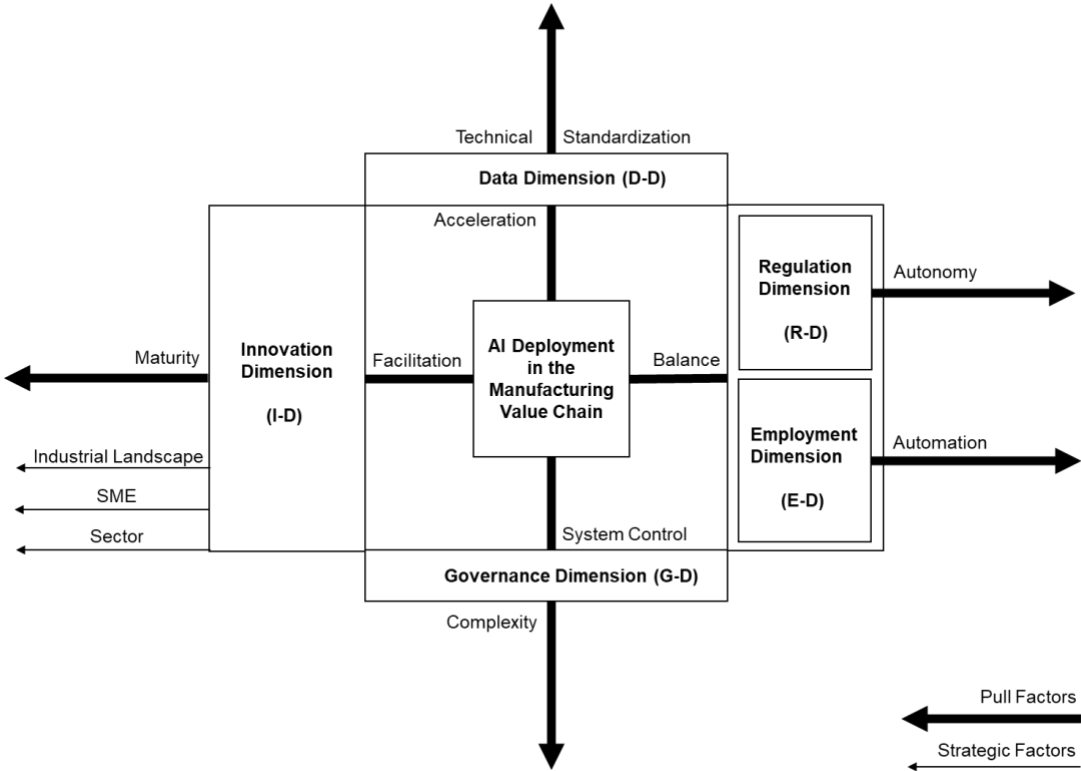 Technical Standardization
Data Dimension (D-D)
Acceleration
Innovation
Dimension
(I-D)
Maturity
Industrial Landscape
SME
Sector
Facilitation
AI Deployment
in the
Manufacturing
Value Chain
Balance
Regulation
Dimension
(R-D)
Autonomy
Employment
Dimension
(E-D)
Automation
System Control
Governance Dimension (G-D)
Complexity
Pull Factors
Strategic Factors